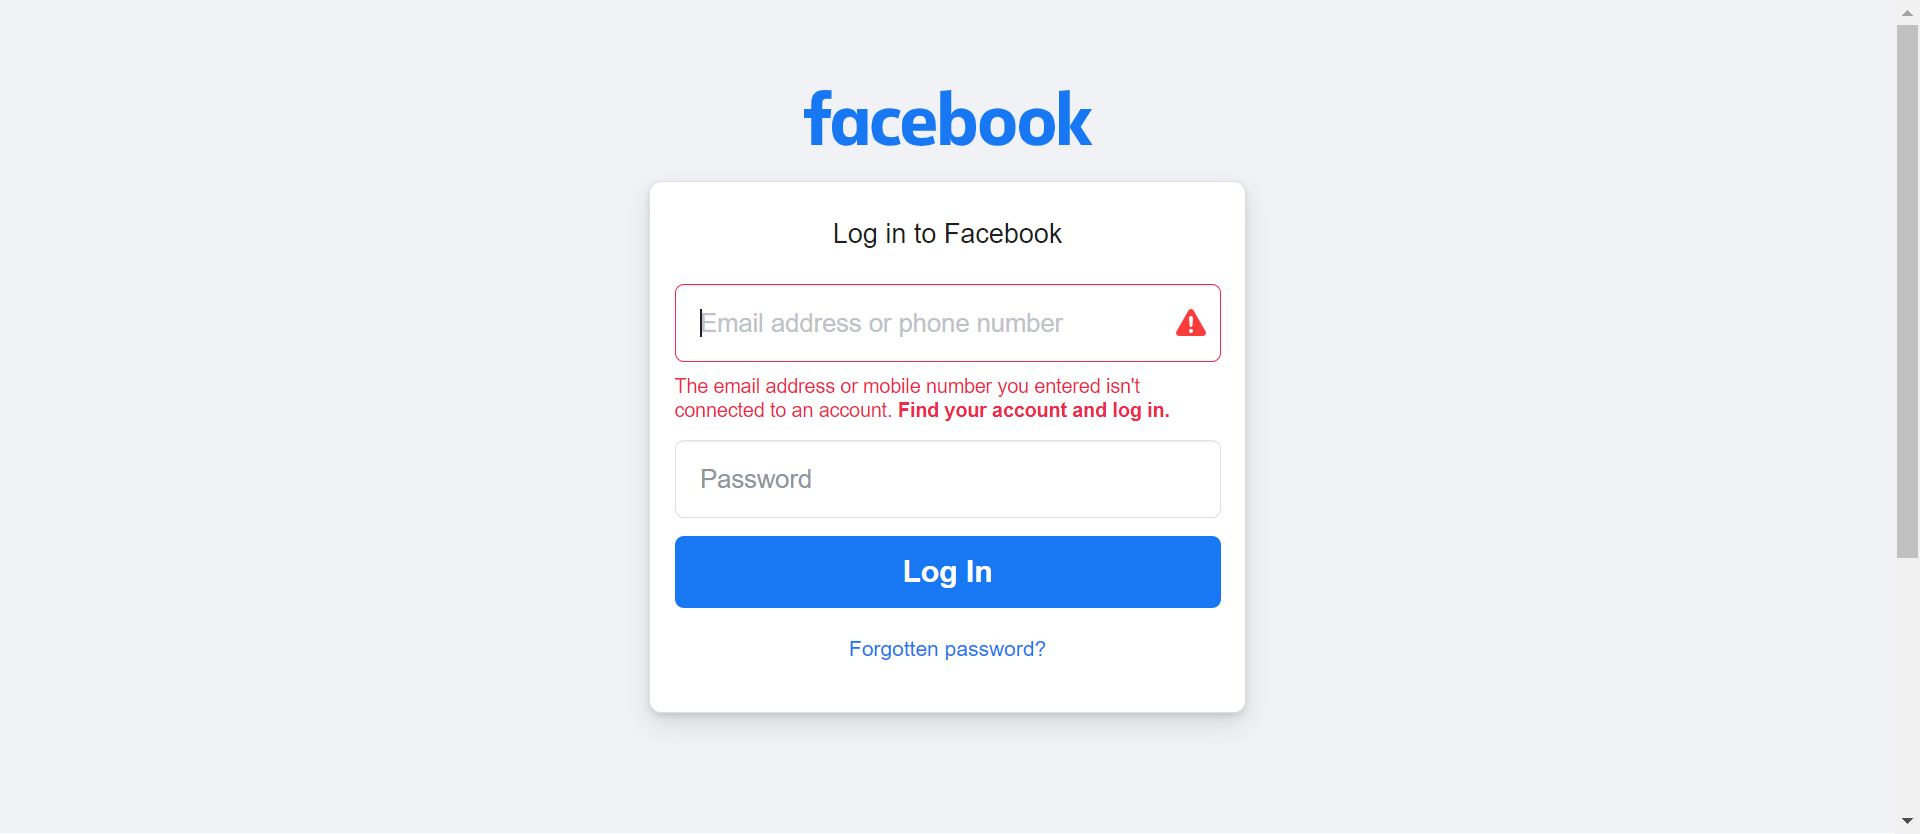 facebook
Log in to Facebook
Email address or phone number
The email address or mobile number you entered isn't
connected to an account. Find your account and log in.
Password
Log In
Forgotten password?